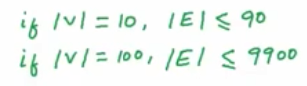 if |V| = 10, |E| ≤ 90
if |V| = 100, |E| ≤ 9900